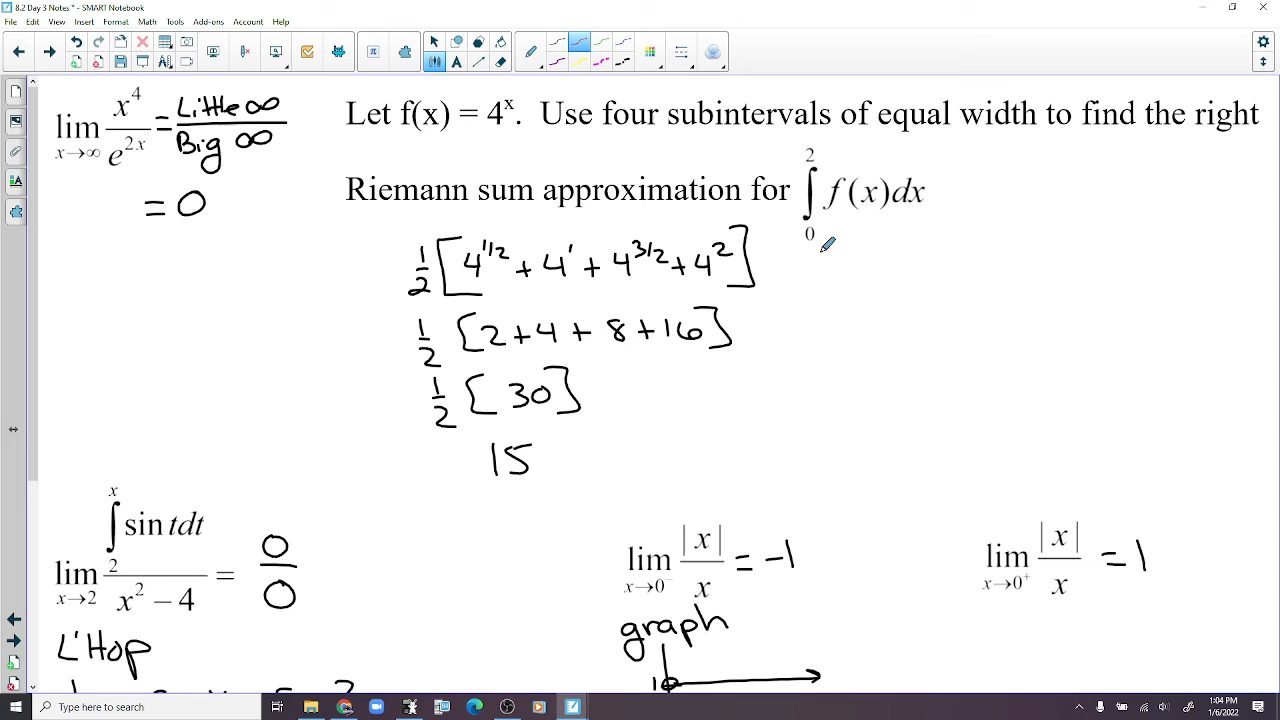 8.2 Day 3 Notes * - SMART Notebook
File Edit View Insert Format Tools Add-ons Account Help
lim x→∞ x⁴/e²ˣ = Little ∞/Big ∞
= 0
Let f(x) = 4ˣ. Use four subintervals of equal width to find the right
Riemann sum approximation for ∫₀² f(x)dx
1/2 [4^1/2 + 4^1 + 4^3/2 + 4^2]
1/2 [2+4+8+16]
1/2 [30]
15
lim x→2 ∫₂ˣ sin t dt / x² − 4 = 0/0
L'Hop
lim x→0⁻ |x|/x = -1
graph
1
lim x→0⁺ |x|/x = 1
Type here to search
1:04 PM
1/6/2022